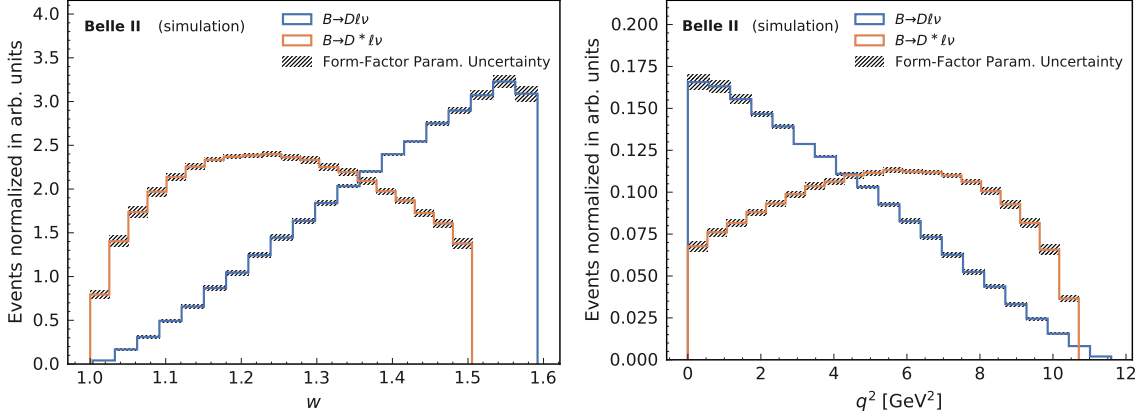 Belle II (simulation)
B→Dℓν
B→D*ℓν
Form-Factor Param. Uncertainty
Events normalized in arb. units
4.0
3.5
3.0
2.5
2.0
1.5
1.0
0.5
0.0
1.0 1.1 1.2 1.3 1.4 1.5 1.6
w
Belle II (simulation)
B→Dℓν
B→D*ℓν
Form-Factor Param. Uncertainty
Events normalized in arb. units
0.200
0.175
0.150
0.125
0.100
0.075
0.050
0.025
0.000
0 2 4 6 8 10 12
q² [GeV²]